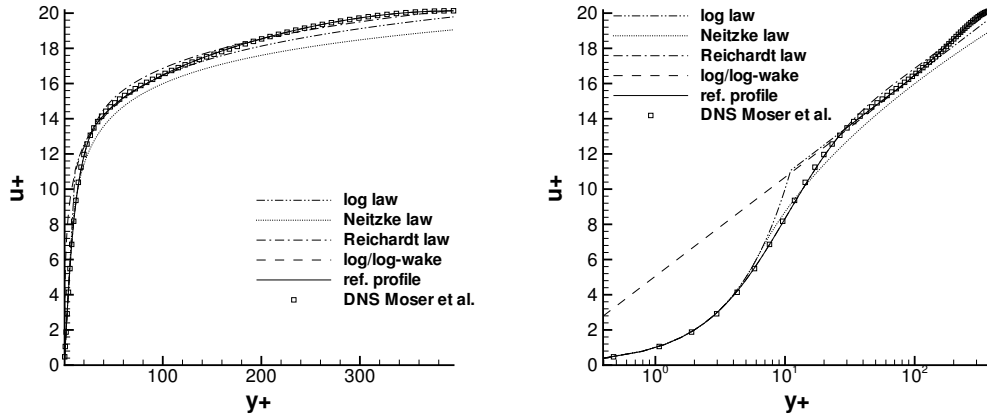 20
18
16
14
12
10
8
6
4
2
0
u+
100
200
300
y+
log law
Neitzke law
Reichardt law
log/log-wake
ref. profile
DNS Moser et al.
20
18
16
14
12
10
8
6
4
2
0
u+
10⁰
10¹
10²
y+
log law
Neitzke law
Reichardt law
log/log-wake
ref. profile
DNS Moser et al.